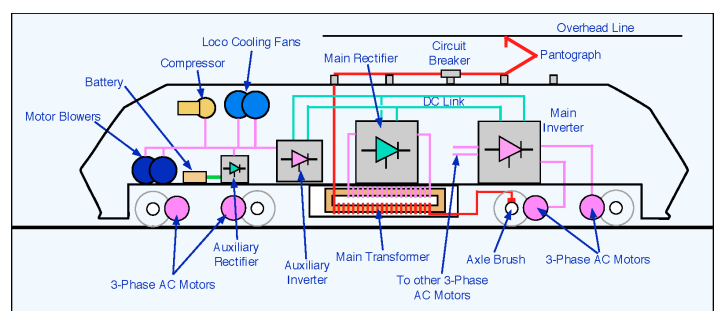 Overhead Line
Loco Cooling Fans
Circuit
Breaker
Main Rectifier
Pantograph
Compressor
Battery
DC Link
Main
Inverter
Motor Blowers
Auxiliary
Rectifier
Auxiliary
Inverter
Main Transformer
Axle Brush
3-Phase AC Motors
3-Phase AC Motors
To other 3-Phase
AC Motors